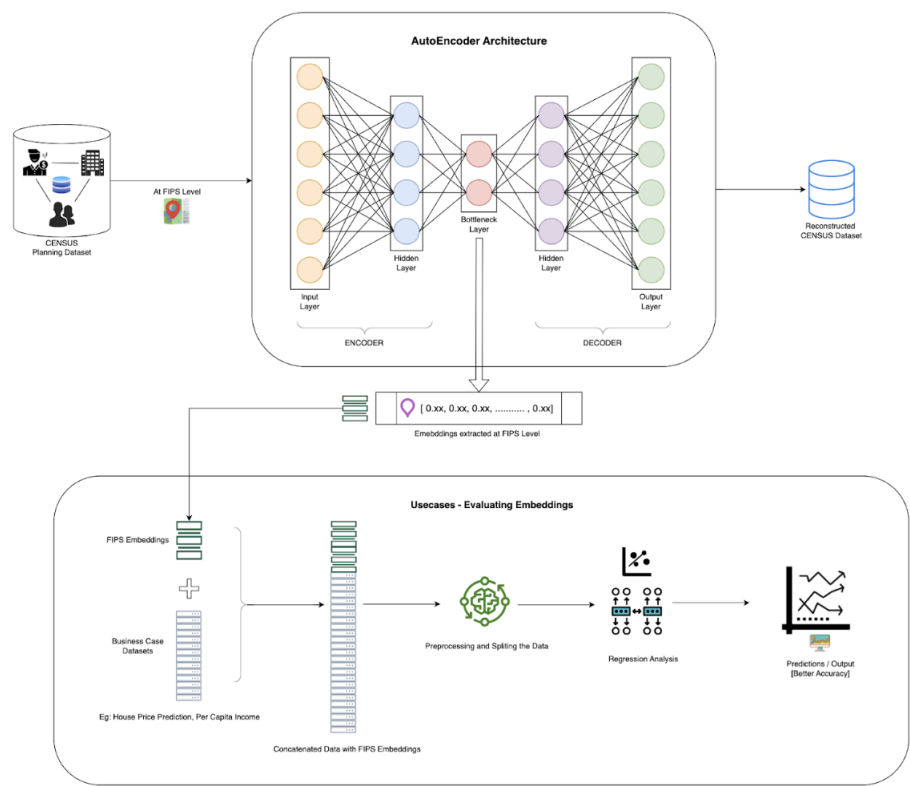 AutoEncoder Architecture
At FIPS Level
CENSUS
Planning Dataset
Input
Layer
Hidden
Layer
Bottleneck
Layer
Hidden
Layer
Output
Layer
ENCODER
DECODER
Reconstructed
CENSUS Dataset
[ 0.xx, 0.xx, 0.xx, ........... , 0.xx]
Emebddings extracted at FIPS Level
Usecases - Evaluating Embeddings
FIPS Embeddings
Business Case
Datasets
Eg: House Price Prediction, Per Capita Income
Concatenated Data with FIPS Embeddings
Preprocessing and Spliting the Data
Regression Analysis
Predictions / Output
[Better Accuracy]